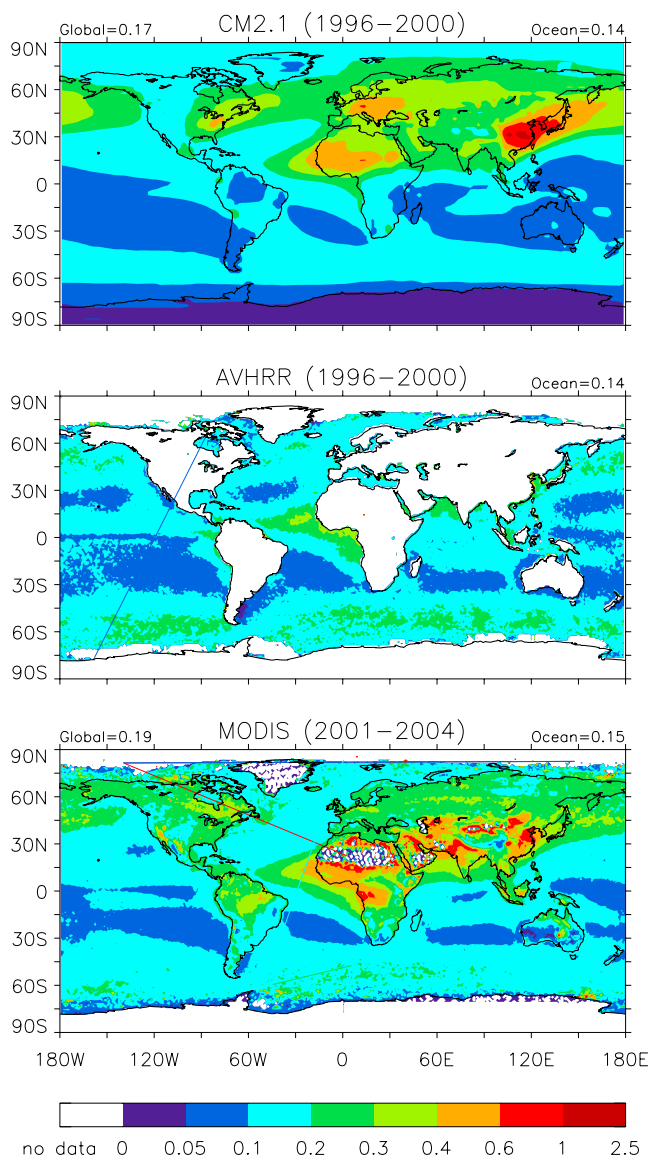 CM2.1 (1996−2000)
Global=0.17
Ocean=0.14
90N
60N
30N
0
30S
60S
90S
AVHRR (1996−2000)
Ocean=0.14
90N
60N
30N
0
30S
60S
90S
MODIS (2001−2004)
Global=0.19
Ocean=0.15
90N
60N
30N
0
30S
60S
90S
180W 120W 60W 0 60E 120E 180E
no data 0 0.05 0.1 0.2 0.3 0.4 0.6 1 2.5